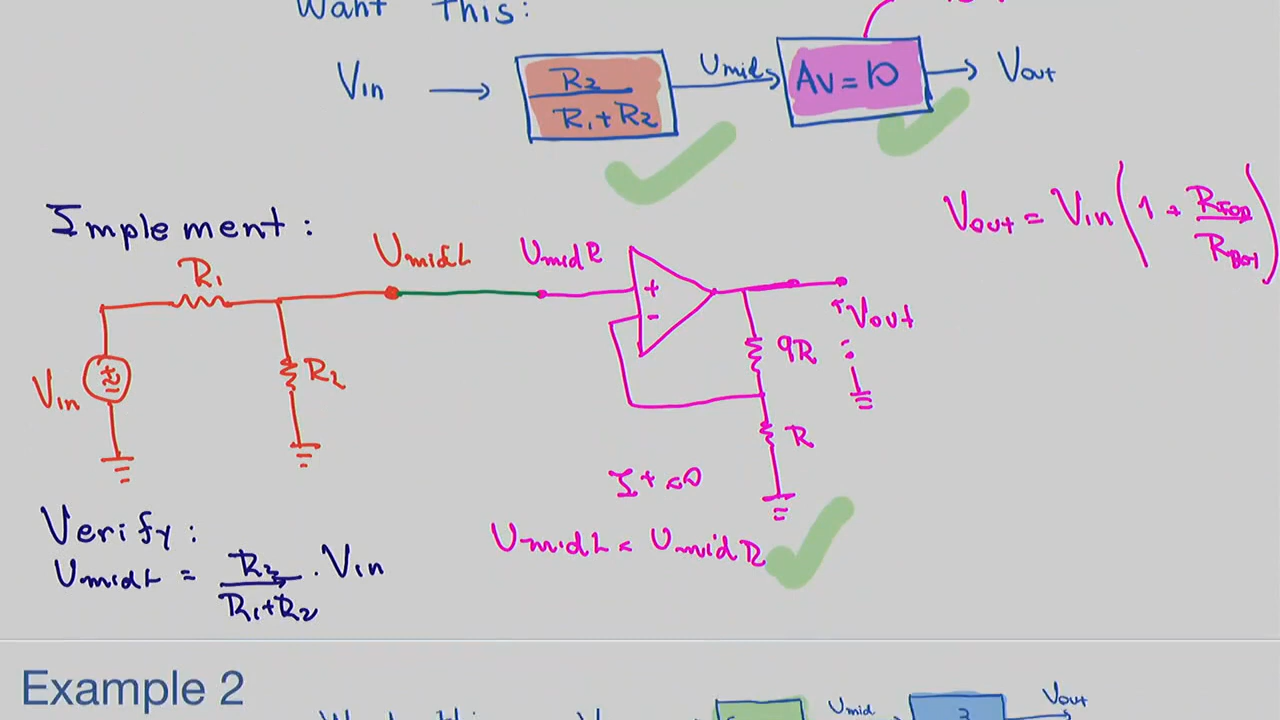 Want This:
Vin → R2 / R1 + R2 Umid → Av = 10 → Vout
Implement:
Vout = Vin (1 + RTop / RBot)
R1 UmidL UmidR
+
-
Vout
+
-
9R
Vin R2
R
I+ = 0
Verify:
UmidL = UmidR
UmidL = R2 / R1+R2 . Vin
Example 2
Umid 3 Vout